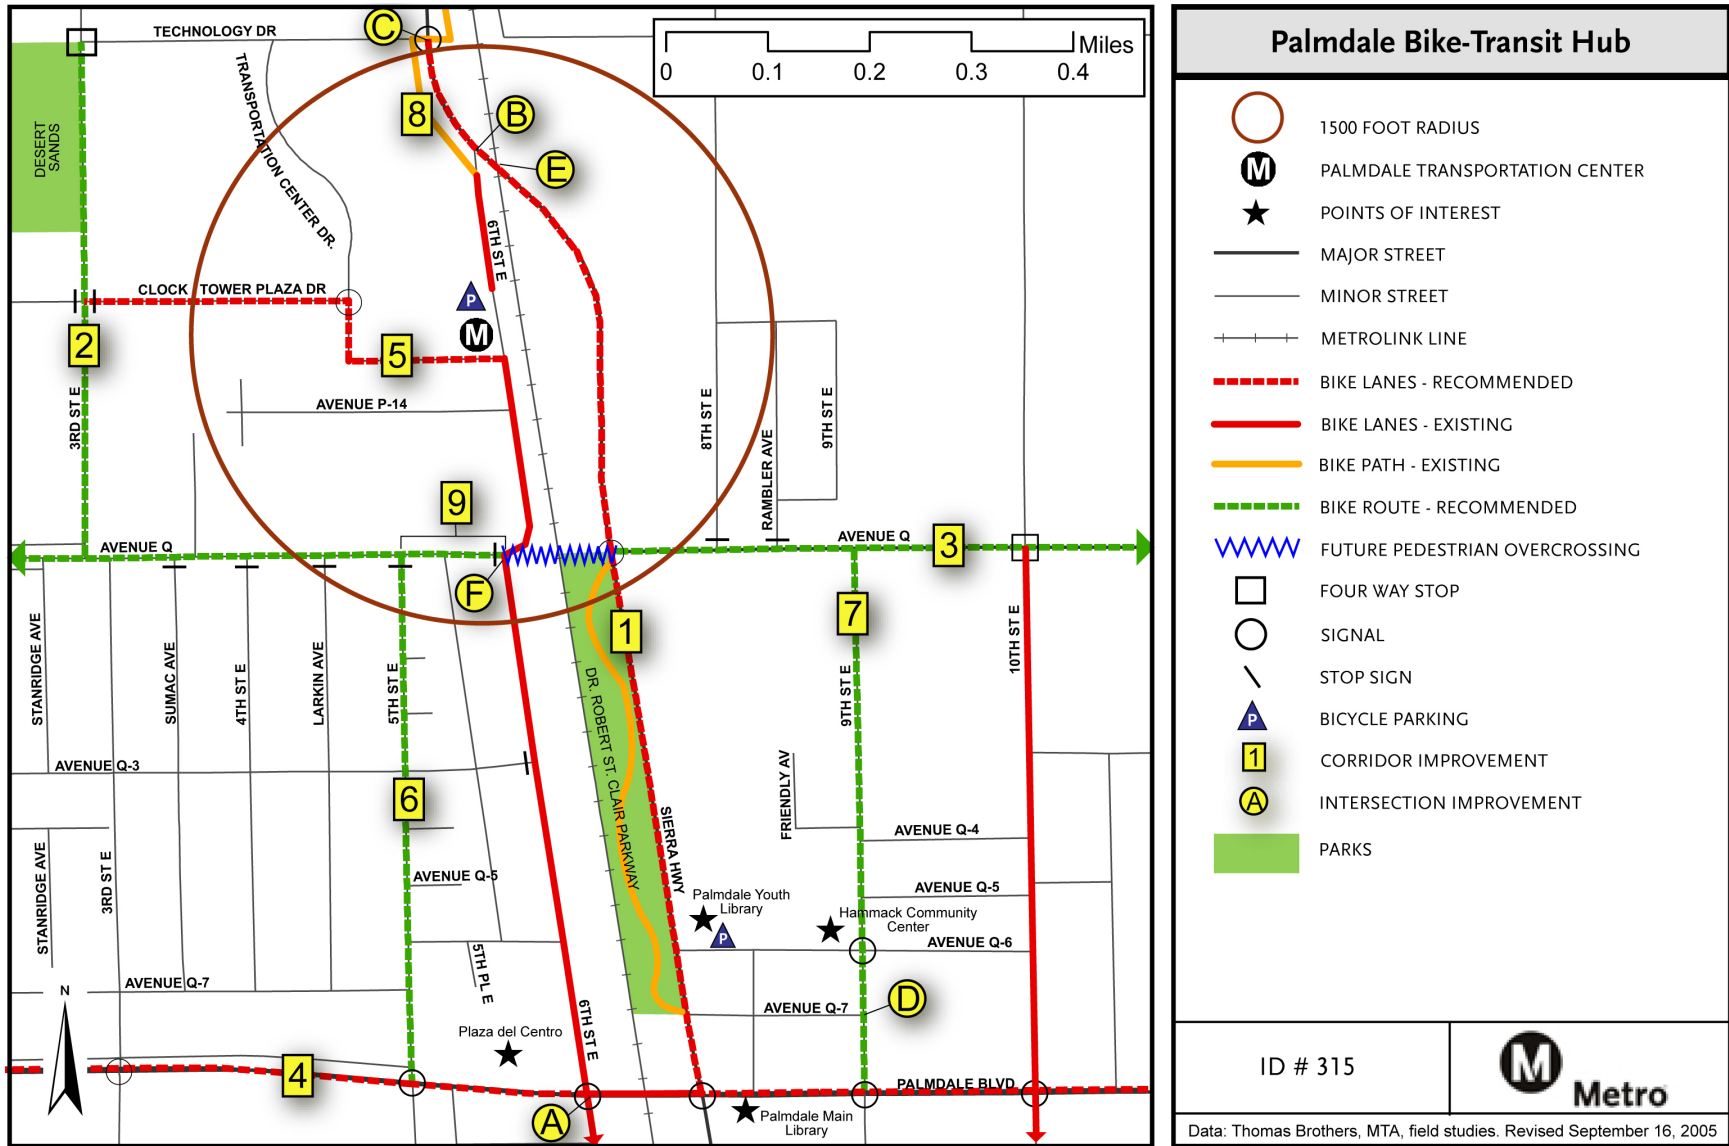 TECHNOLOGY DR
C
Miles
0 0.1 0.2 0.3 0.4
TRANSPORTATION CENTER DR.
8
B
E
DESERT
SANDS
6TH ST E
CLOCK TOWER PLAZA DR
P
M
2
5
3RD ST E
AVENUE P-14
8TH ST E
RAMBLER AVE
9TH ST E
9
AVENUE Q
AVENUE Q
3
F
7
1
STANRIDGE AVE
SUMAC AVE
4TH ST E
LARKIN AVE
5TH ST E
DR. ROBERT ST. CLAIR PARKWAY
9TH ST E
10TH ST E
AVENUE Q-3
6
SIERRA HWY
FRIENDLY AV
AVENUE Q-4
STANRIDGE AVE
3RD ST E
AVENUE Q-5
AVENUE Q-5
Palmdale Youth
Library
P
Hammack Community
Center
AVENUE Q-6
5TH PL E
AVENUE Q-7
N
AVENUE Q-7
D
Plaza del Centro
6TH ST E
4
PALMDALE BLVD
A
Palmdale Main
Library
Palmdale Bike-Transit Hub
1500 FOOT RADIUS
M PALMDALE TRANSPORTATION CENTER
POINTS OF INTEREST
MAJOR STREET
MINOR STREET
METROLINK LINE
BIKE LANES - RECOMMENDED
BIKE LANES - EXISTING
BIKE PATH - EXISTING
BIKE ROUTE - RECOMMENDED
FUTURE PEDESTRIAN OVERCROSSING
FOUR WAY STOP
SIGNAL
STOP SIGN
P BICYCLE PARKING
1 CORRIDOR IMPROVEMENT
A INTERSECTION IMPROVEMENT
PARKS
ID # 315
M Metro
Data: Thomas Brothers, MTA, field studies. Revised September 16, 2005